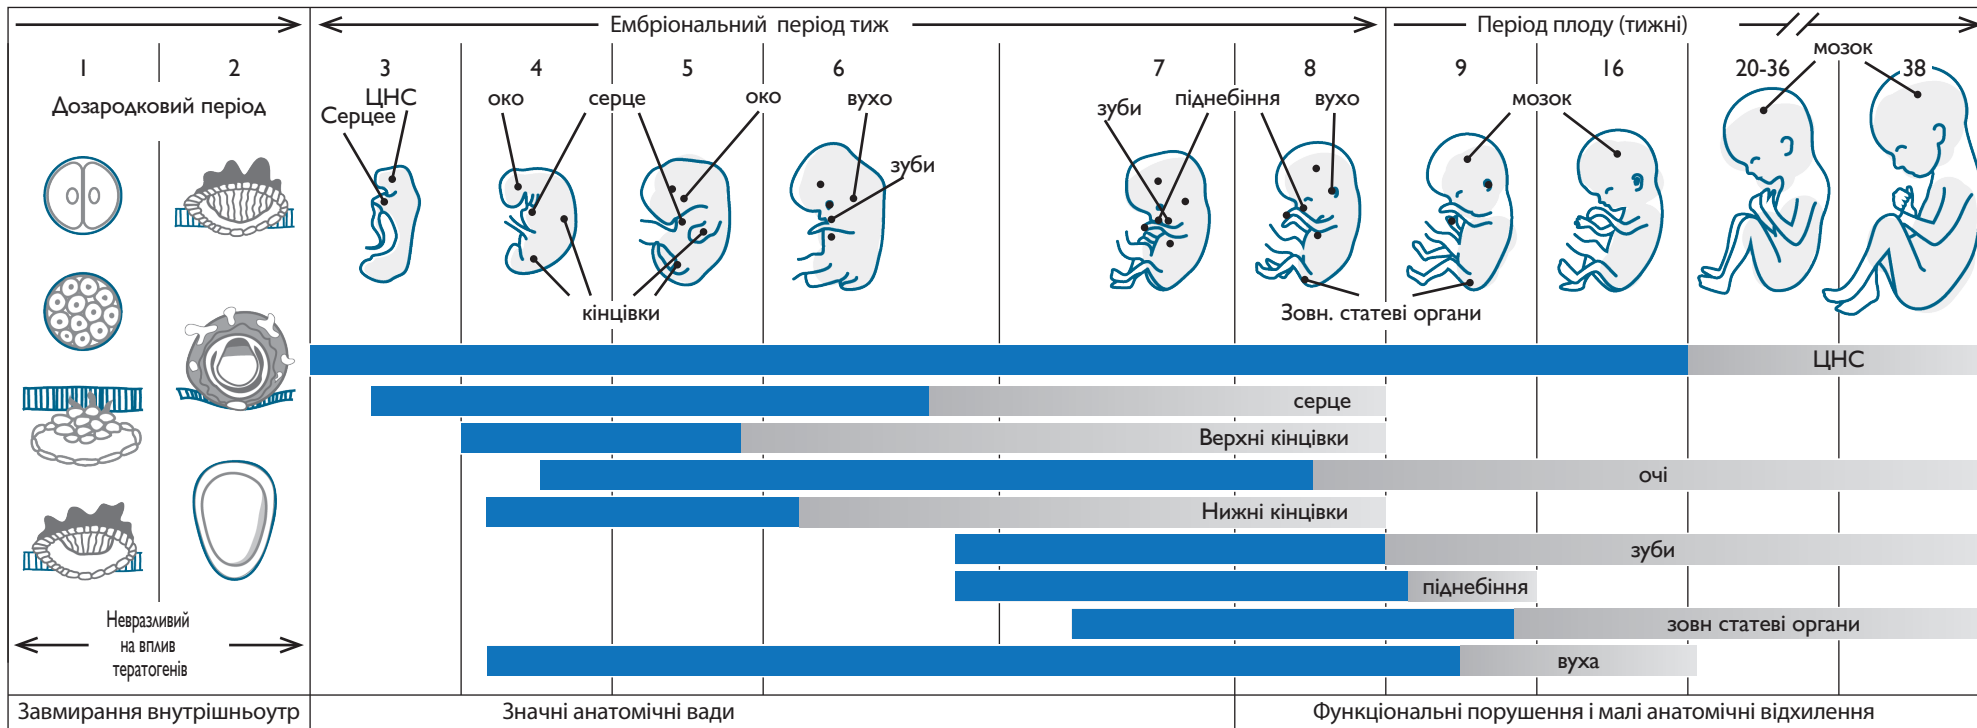 Ембріональний період тиж
Період плоду (тижні)
1
2
3
4
5
6
7
8
9
16
20-36
38
мозок
Дозародковий період
ЦНС
Серцее
око
серце
око
вухо
зуби
зуби
піднебіння
вухо
мозок
кінцівки
Зовн. статеві органи
ЦНС
серце
Верхні кінцівки
очі
Нижні кінцівки
зуби
піднебіння
зовн статеві органи
вуха
Невразливий
на вплив
тератогенів
Завмирання внутрішньоутр
Значні анатомічні вади
Функціональні порушення і малі анатомічні відхилення